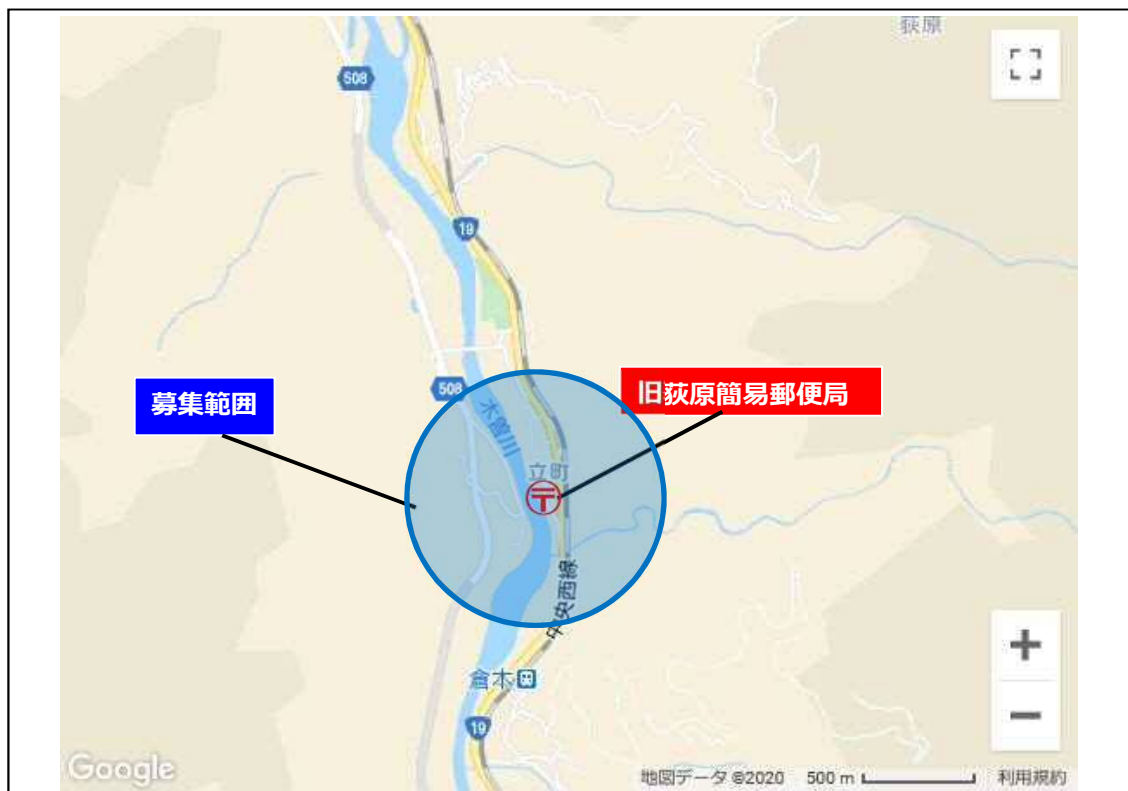 荻原
508
19
募集範囲
508
旧荻原簡易郵便局
木曽川
立町
〒
中央西線
倉本
19
Google
地図データ ©2020 500 m 利用規約